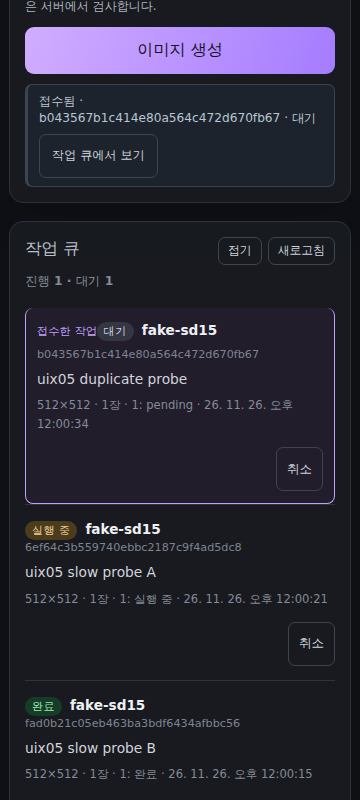 은 서버에서 검사합니다.
이미지 생성
접수됨 ·
b043567b1c414e80a564c472d670fb67 · 대기
작업 큐에서 보기
작업 큐
접기
새로고침
진행 1 · 대기 1
접수한 작업 대기 fake-sd15
b043567b1c414e80a564c472d670fb67
uix05 duplicate probe
512×512 · 1장 · 1: pending · 26. 11. 26. 오후
12:00:34
취소
실행 중 fake-sd15
6ef64c3b559740ebbc2187c9f4ad5dc8
uix05 slow probe A
512×512 · 1장 · 1: 실행 중 · 26. 11. 26. 오후 12:00:21
취소
완료 fake-sd15
fad0b21c05eb463ba3bdf6434afbbc56
uix05 slow probe B
512×512 · 1장 · 1: 완료 · 26. 11. 26. 오후 12:00:15